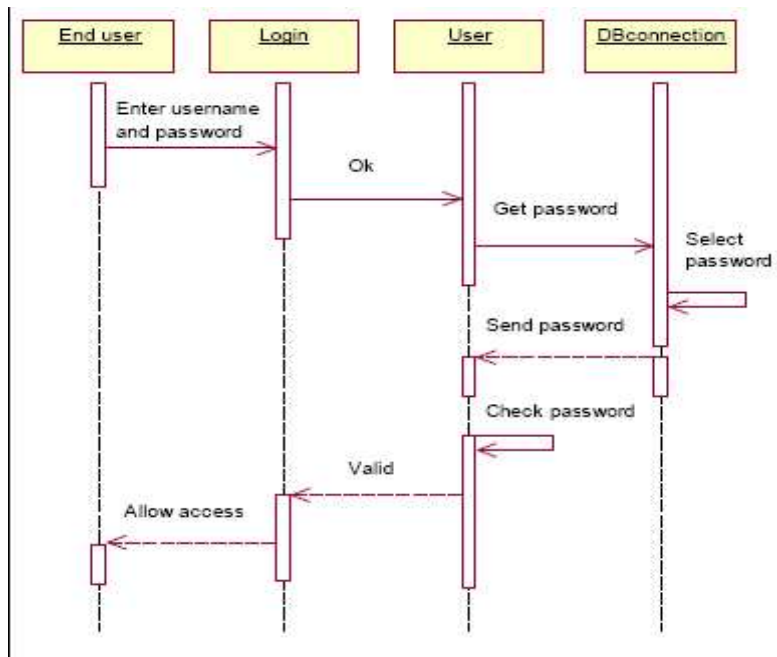 End user
Login
User
DBconnection
Enter username
and password
Ok
Get password
Select
password
Send password
Check password
Valid
Allow access